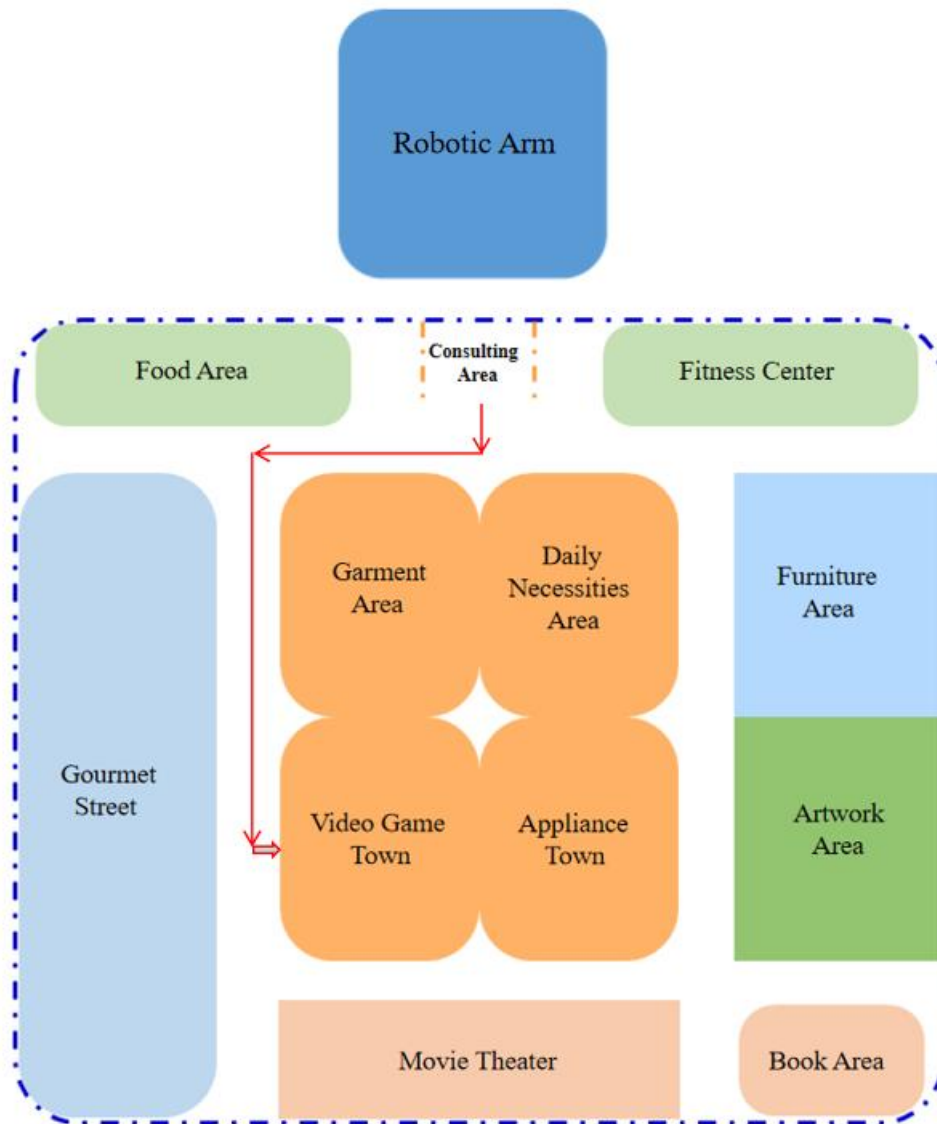 Robotic Arm
Food Area
Consulting
Area
Fitness Center
Garment
Area
Daily
Necessities
Area
Furniture
Area
Gourmet
Street
Video Game
Town
Appliance
Town
Artwork
Area
Movie Theater
Book Area